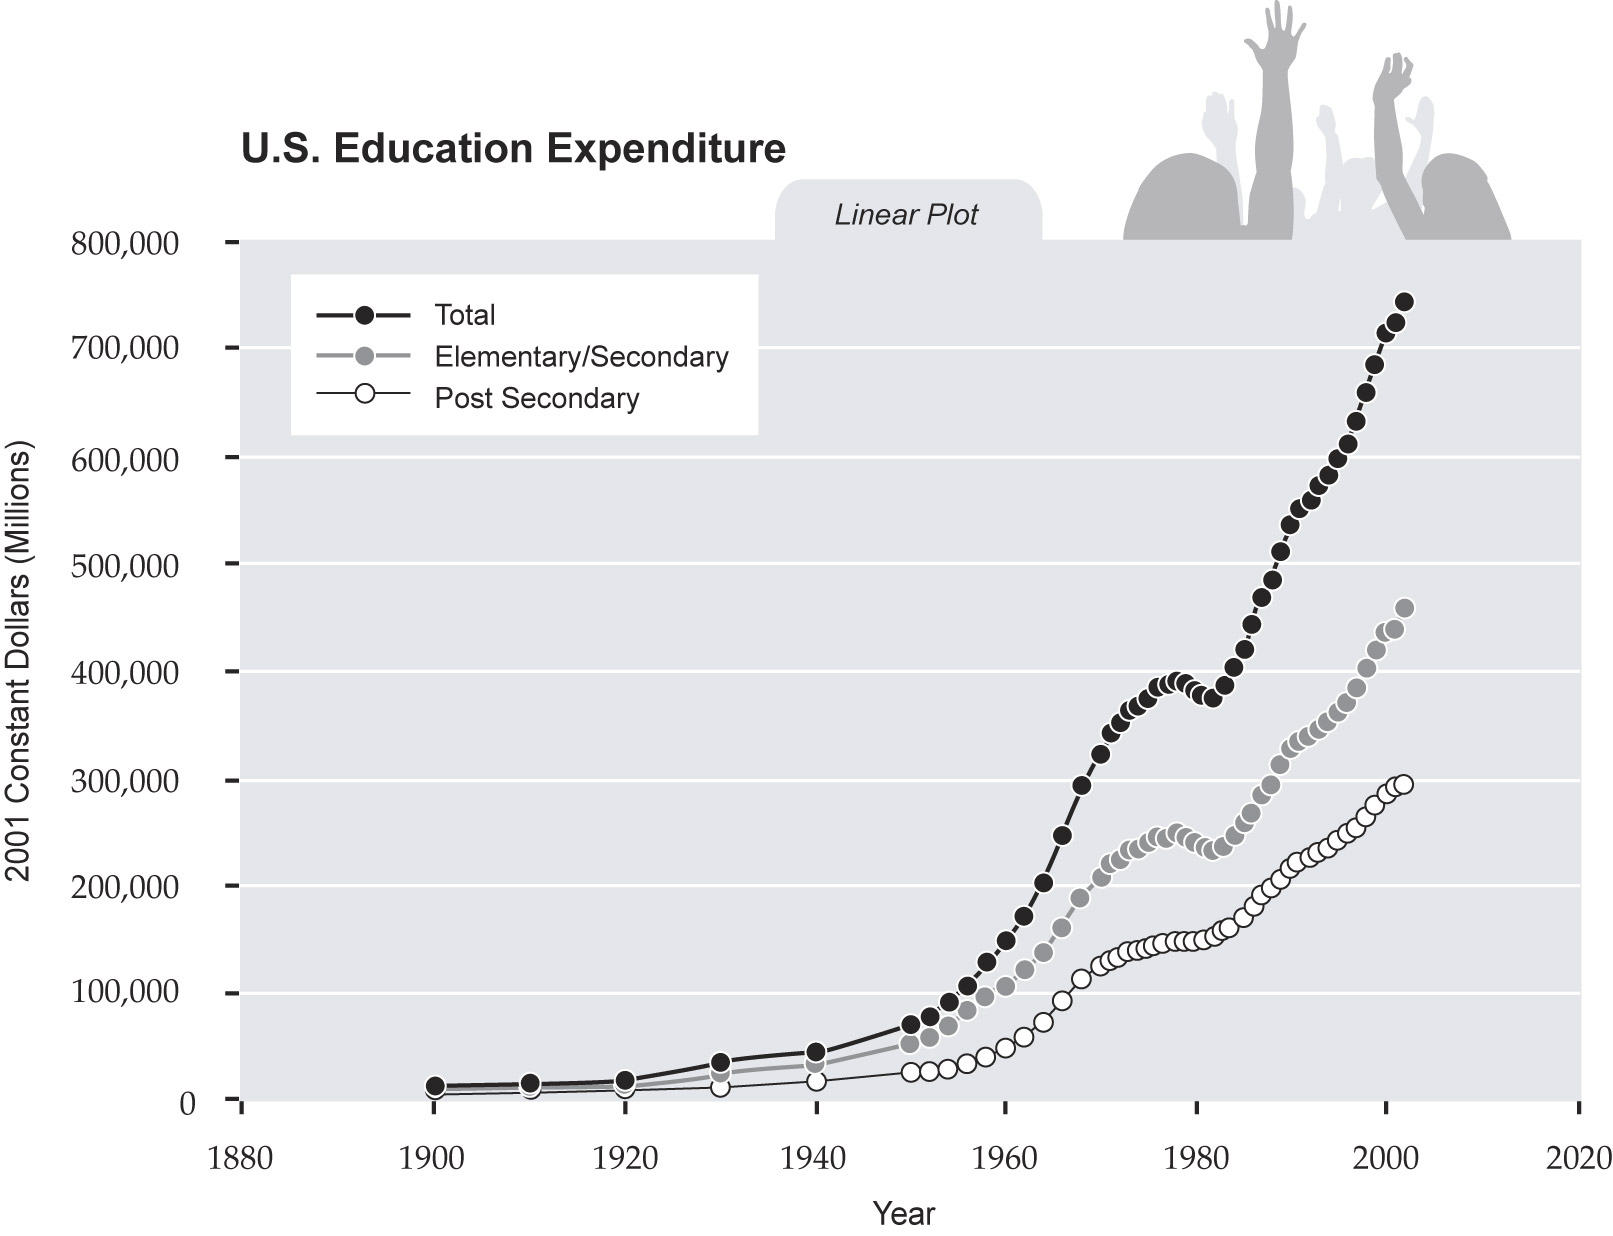 U.S. Education Expenditure
Linear Plot
800,000
700,000
600,000
500,000
400,000
300,000
200,000
100,000
0
2001 Constant Dollars (Millions)
Total
Elementary/Secondary
Post Secondary
1880 1900 1920 1940 1960 1980 2000 2020
Year